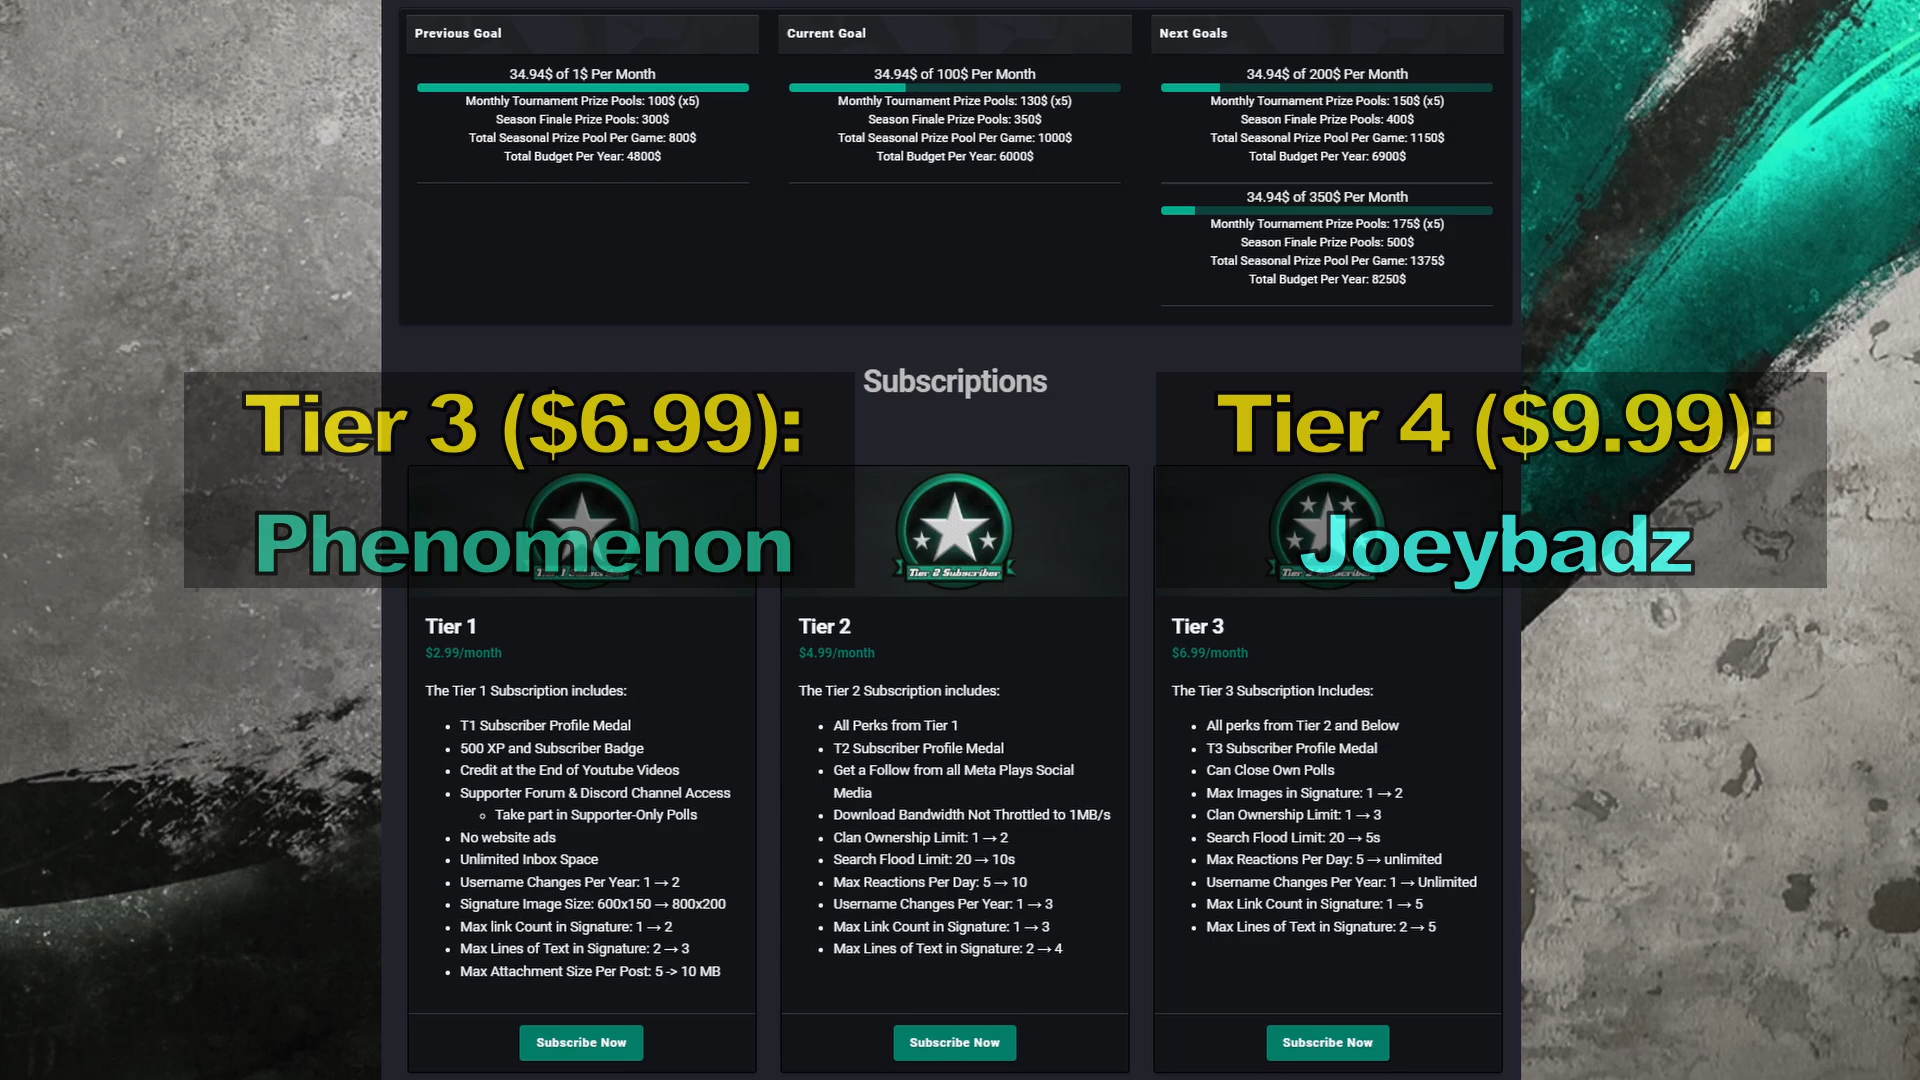 Previous Goal
34.94$ of 1$ Per Month
Monthly Tournament Prize Pools: 100$ (x5)
Season Finale Prize Pools: 300$
Total Seasonal Prize Pool Per Game: 800$
Total Budget Per Year: 4800$
Current Goal
34.94$ of 100$ Per Month
Monthly Tournament Prize Pools: 130$ (x5)
Season Finale Prize Pools: 350$
Total Seasonal Prize Pool Per Game: 1000$
Total Budget Per Year: 6000$
Next Goals
34.94$ of 200$ Per Month
Monthly Tournament Prize Pools: 150$ (x5)
Season Finale Prize Pools: 400$
Total Seasonal Prize Pool Per Game: 1150$
Total Budget Per Year: 6900$
34.94$ of 350$ Per Month
Monthly Tournament Prize Pools: 175$ (x5)
Season Finale Prize Pools: 500$
Total Seasonal Prize Pool Per Game: 1375$
Total Budget Per Year: 8250$
Subscriptions
Tier 3 ($6.99):
Phenomenon
Tier 4 ($9.99):
Joeybadz
Tier 1 Subscriber
Tier 1
$2.99/month
The Tier 1 Subscription includes:
T1 Subscriber Profile Medal
500 XP and Subscriber Badge
Credit at the End of Youtube Videos
Supporter Forum & Discord Channel Access
Take part in Supporter-Only Polls
No website ads
Unlimited Inbox Space
Username Changes Per Year: 1 → 2
Signature Image Size: 600x150 → 800x200
Max link Count in Signature: 1 → 2
Max Lines of Text in Signature: 2 → 3
Max Attachment Size Per Post: 5 -> 10 MB
Subscribe Now
Tier 2 Subscriber
Tier 2
$4.99/month
The Tier 2 Subscription includes:
All Perks from Tier 1
T2 Subscriber Profile Medal
Get a Follow from all Meta Plays Social
Media
Download Bandwidth Not Throttled to 1MB/s
Clan Ownership Limit: 1 → 2
Search Flood Limit: 20 → 10s
Max Reactions Per Day: 5 → 10
Username Changes Per Year: 1 → 3
Max Link Count in Signature: 1 → 3
Max Lines of Text in Signature: 2 → 4
Subscribe Now
Tier 3
$6.99/month
The Tier 3 Subscription Includes:
All perks from Tier 2 and Below
T3 Subscriber Profile Medal
Can Close Own Polls
Max Images in Signature: 1 → 2
Clan Ownership Limit: 1 → 3
Search Flood Limit: 20 → 5s
Max Reactions Per Day: 5 → unlimited
Username Changes Per Year: 1 → Unlimited
Max Link Count in Signature: 1 → 5
Max Lines of Text in Signature: 2 → 5
Subscribe Now